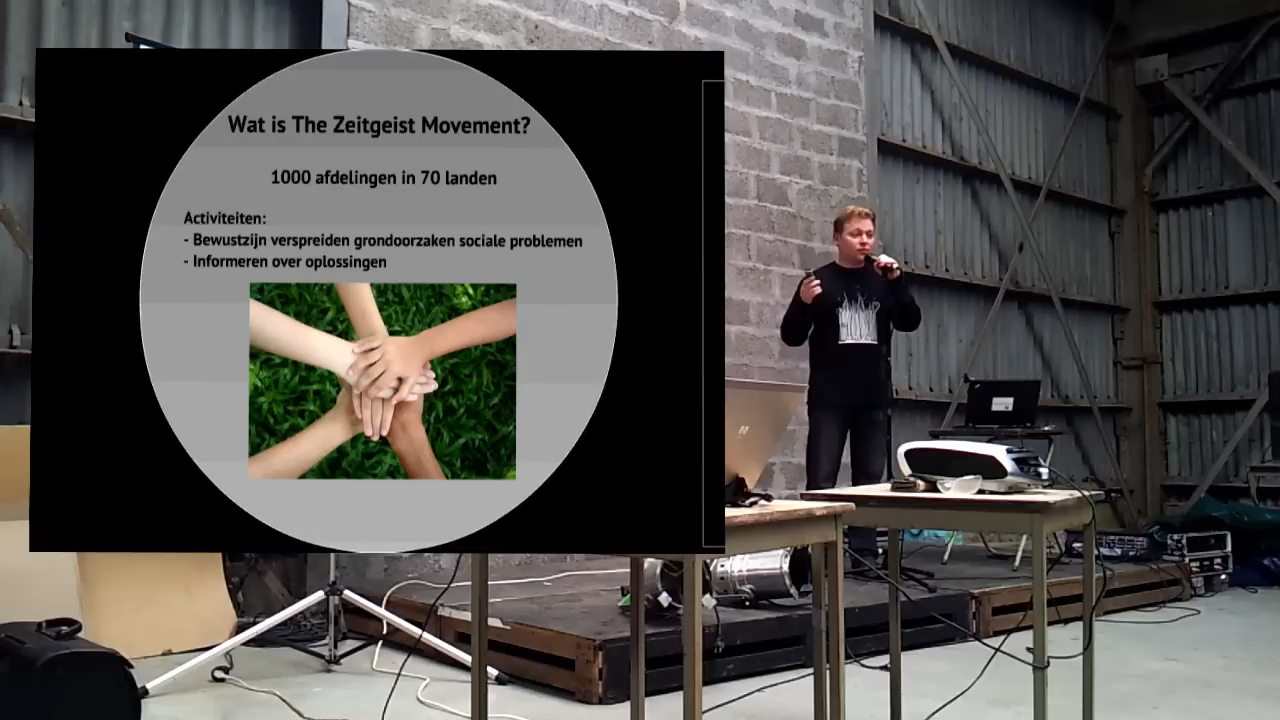 Wat is The Zeitgeist Movement?
1000 afdelingen in 70 landen
Activiteiten:
- Bewustzijn verspreiden grondoorzaken sociale problemen
- Informeren over oplossingen